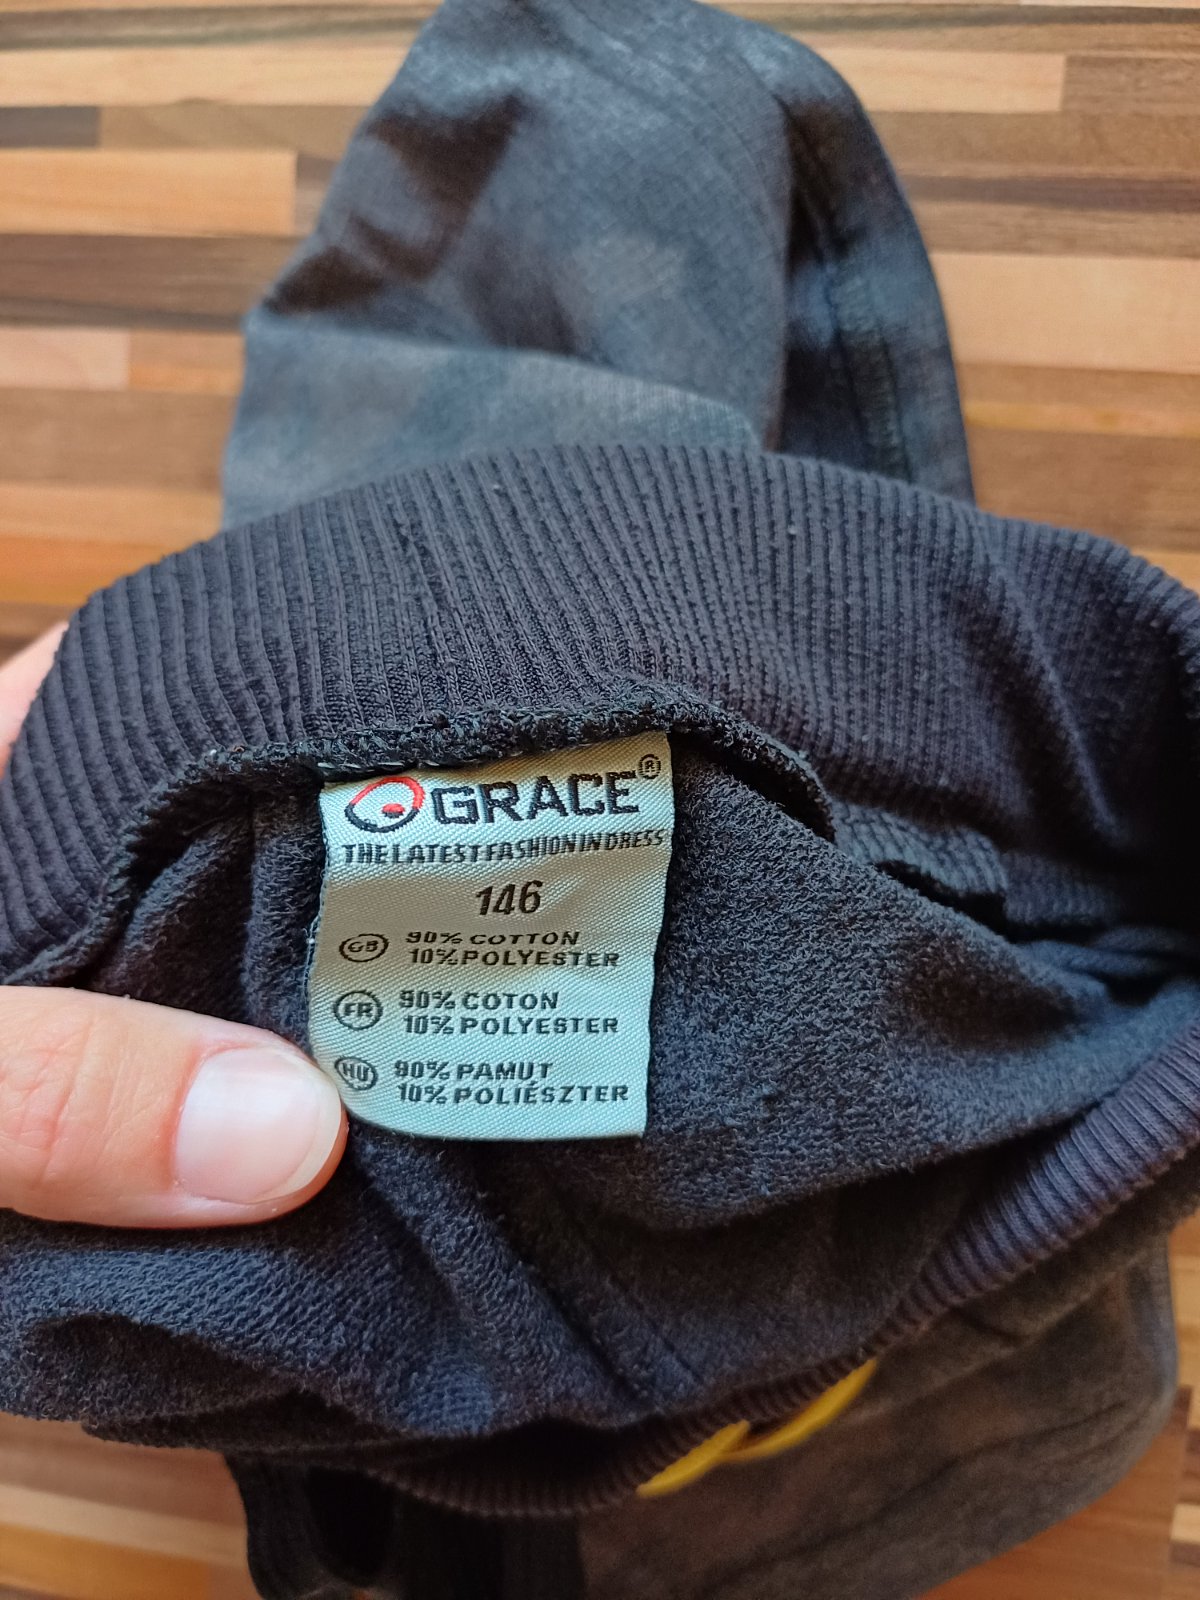 GRACE®
THE LATEST FASHION IN DRESS
146
GB 90% COTTON
10% POLYESTER
FR 90% COTON
10% POLYESTER
HU 90% PAMUT
10% POLIÉSZTER